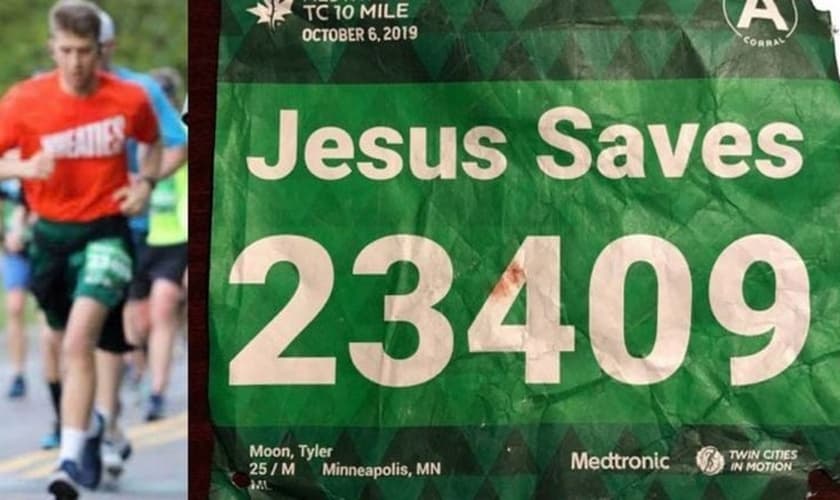 WHEATIES
TC 10 MILE
OCTOBER 6, 2019
A
CORRAL
Jesus Saves
23409
Moon, Tyler
25 / M Minneapolis, MN
Medtronic
TWIN CITIES
IN MOTION